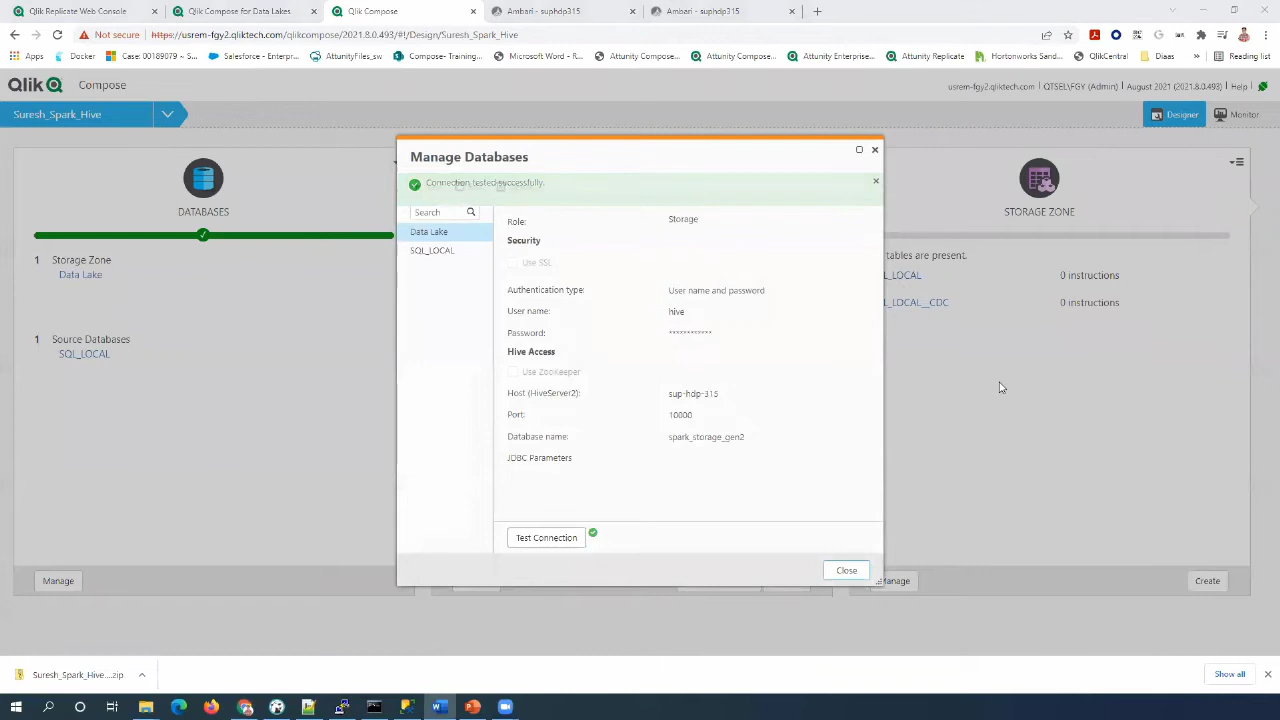 Qlik Replicate Web Console
Qlik Compose for Data Lakes
Qlik Compose
Ambari - suphdp315
Ambari - suphdp315
Not secure
https://usrem-fgy2.qliktech.com/qlikcompose/2021.8.0.493/#!/Design/Suresh_Spark_Hive
Apps
Docker
Case: 00189079 ~ S...
Salesforce - Enterpr...
AttunityFiles_sw
Compose - Training...
Microsoft Word - R...
Attunity Compose...
Attunity Compose...
Attunity Enterprise...
Attunity Replicate
Hortonworks Sandb...
QlikCentral
Diaas
»
Reading list
Qlik Compose
usrem-fgy2.qliktech.com | QTSEL\FGY (Admin) | August 2021 (2021.8.0.493) | Help |
Suresh_Spark_Hive
Designer
Monitor
DATABASES
1 Storage Zone
Data Lake
1 Source Databases
SQL_LOCAL
Manage
Manage Databases
Connection tested successfully.
Search
Data Lake
SQL_LOCAL
Role: Storage
Security
Use SSL
Authentication type: User name and password
User name: hive
Password: ************
Hive Access
Use ZooKeeper
Host (HiveServer2): sup-hdp-315
Port: 10000
Database name: spark_storage_gen2
JDBC Parameters
Test Connection
Close
STORAGE ZONE
tables are present.
L_LOCAL 0 instructions
L_LOCAL__CDC 0 instructions
Manage
Create
Suresh_Spark_Hive....zip
Show all